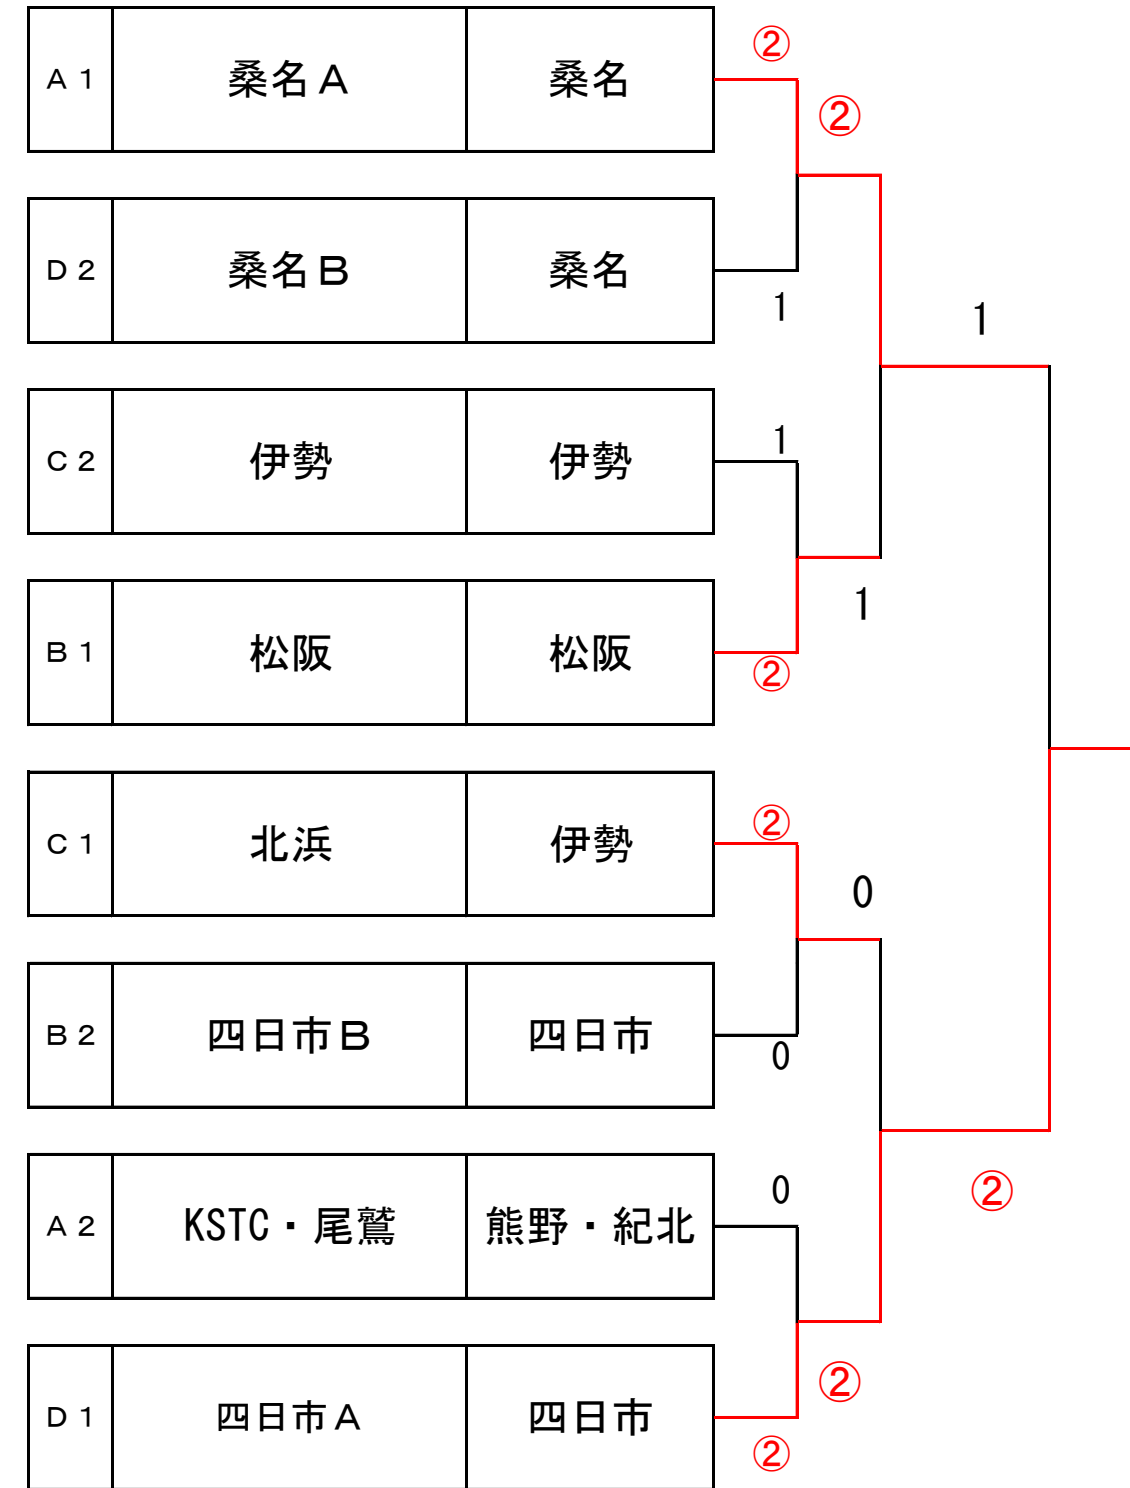 ②
A 1 桑名A 桑名
②
D 2 桑名B 桑名
1
1
1
C 2 伊勢 伊勢
1
B 1 松阪 松阪
②
②
C 1 北浜 伊勢
0
B 2 四日市B 四日市
0
0
A 2 KSTC・尾鷲 熊野・紀北
②
②
D 1 四日市A 四日市
②